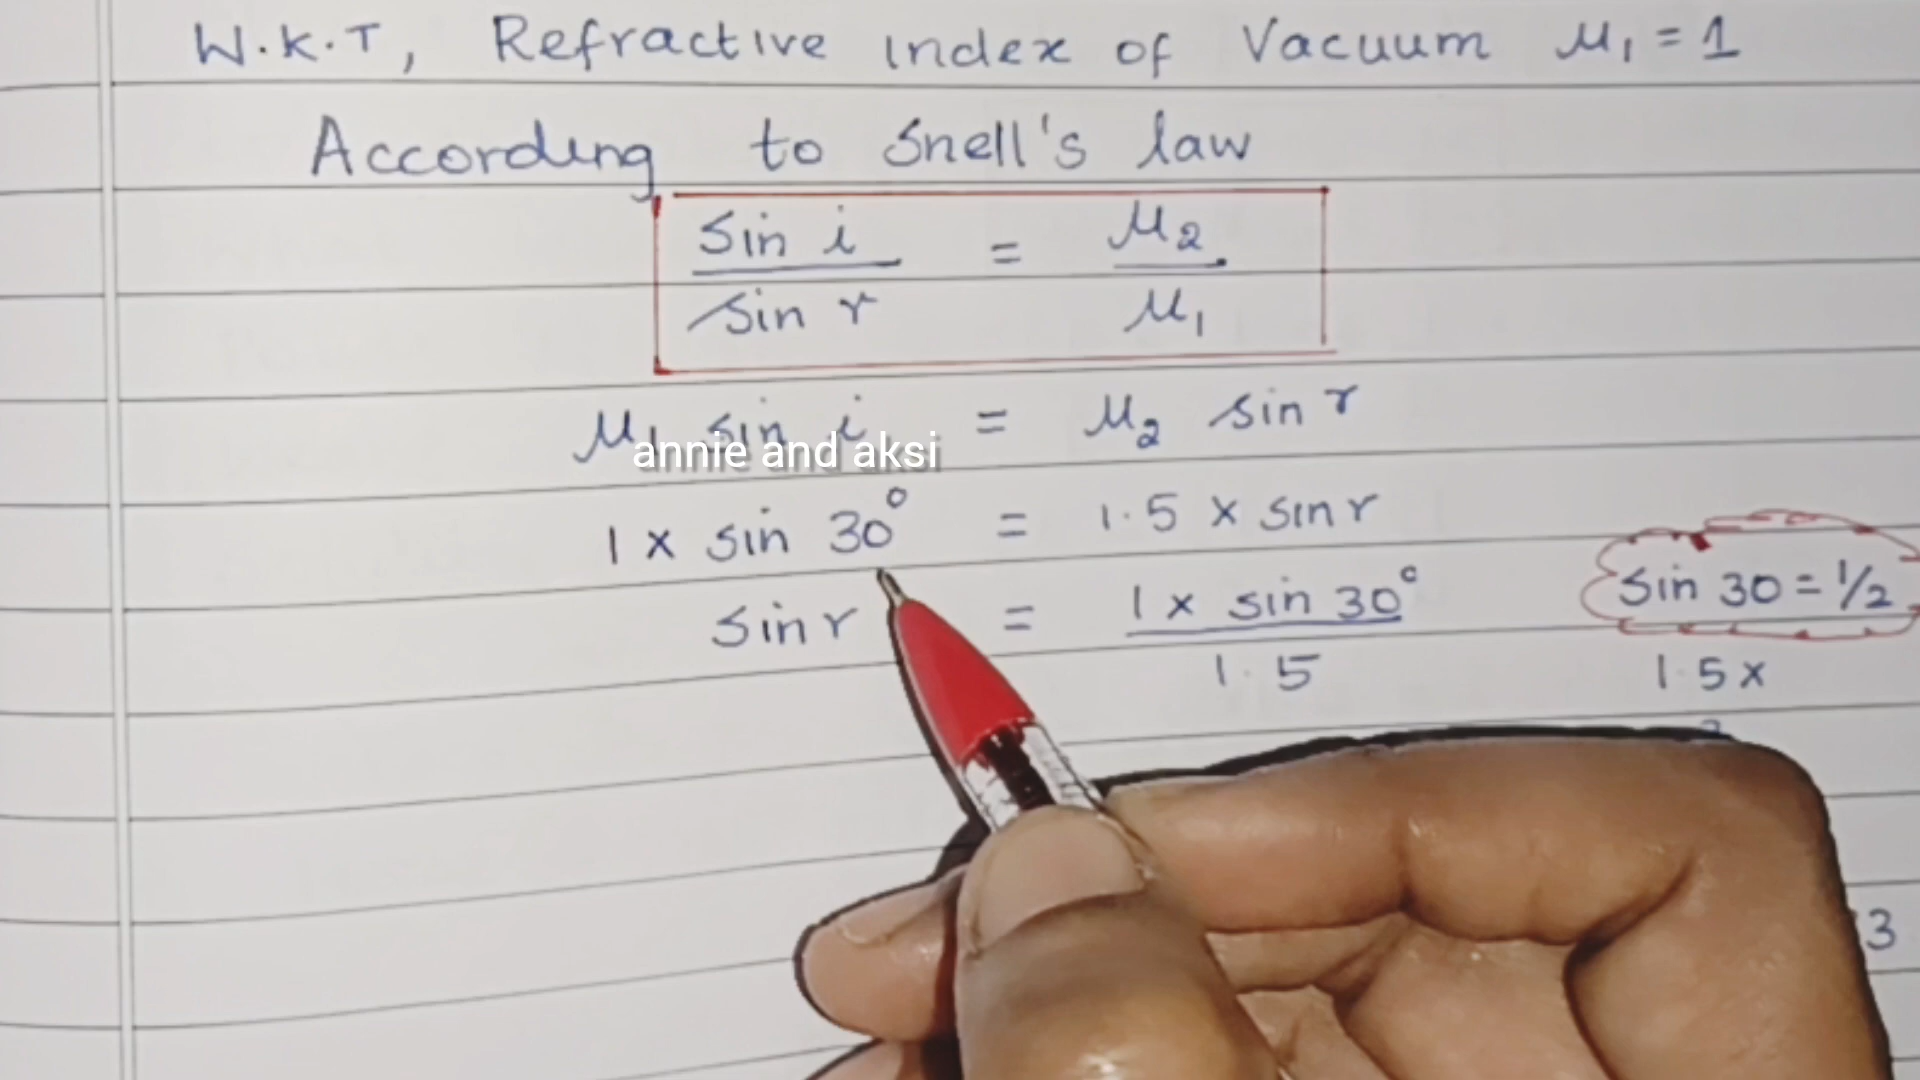 W.K.T, Refractive index of Vacuum μ₁ = 1
According to Snell's law
sin i / sin r = μ₂ / μ₁
μ₁ sin i = μ₂ sin r
annie and aksi
1 x sin 30° = 1.5 x sin r
sin r = 1 x sin 30° / 1.5
sin 30 = 1/2
1.5 x
3